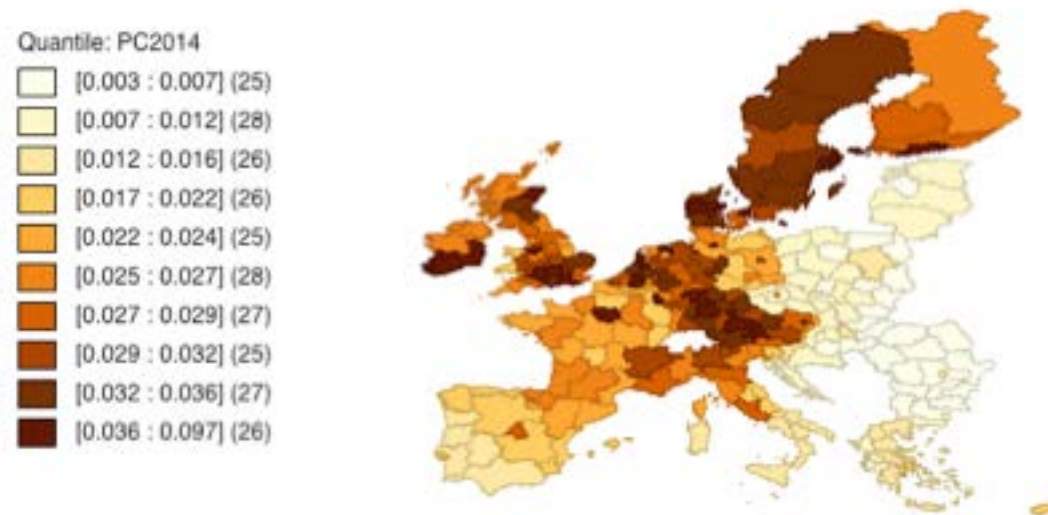 Quantile: PC2014
[0.003 : 0.007] (25)
[0.007 : 0.012] (28)
[0.012 : 0.016] (26)
[0.017 : 0.022] (26)
[0.022 : 0.024] (25)
[0.025 : 0.027] (28)
[0.027 : 0.029] (27)
[0.029 : 0.032] (25)
[0.032 : 0.036] (27)
[0.036 : 0.097] (26)